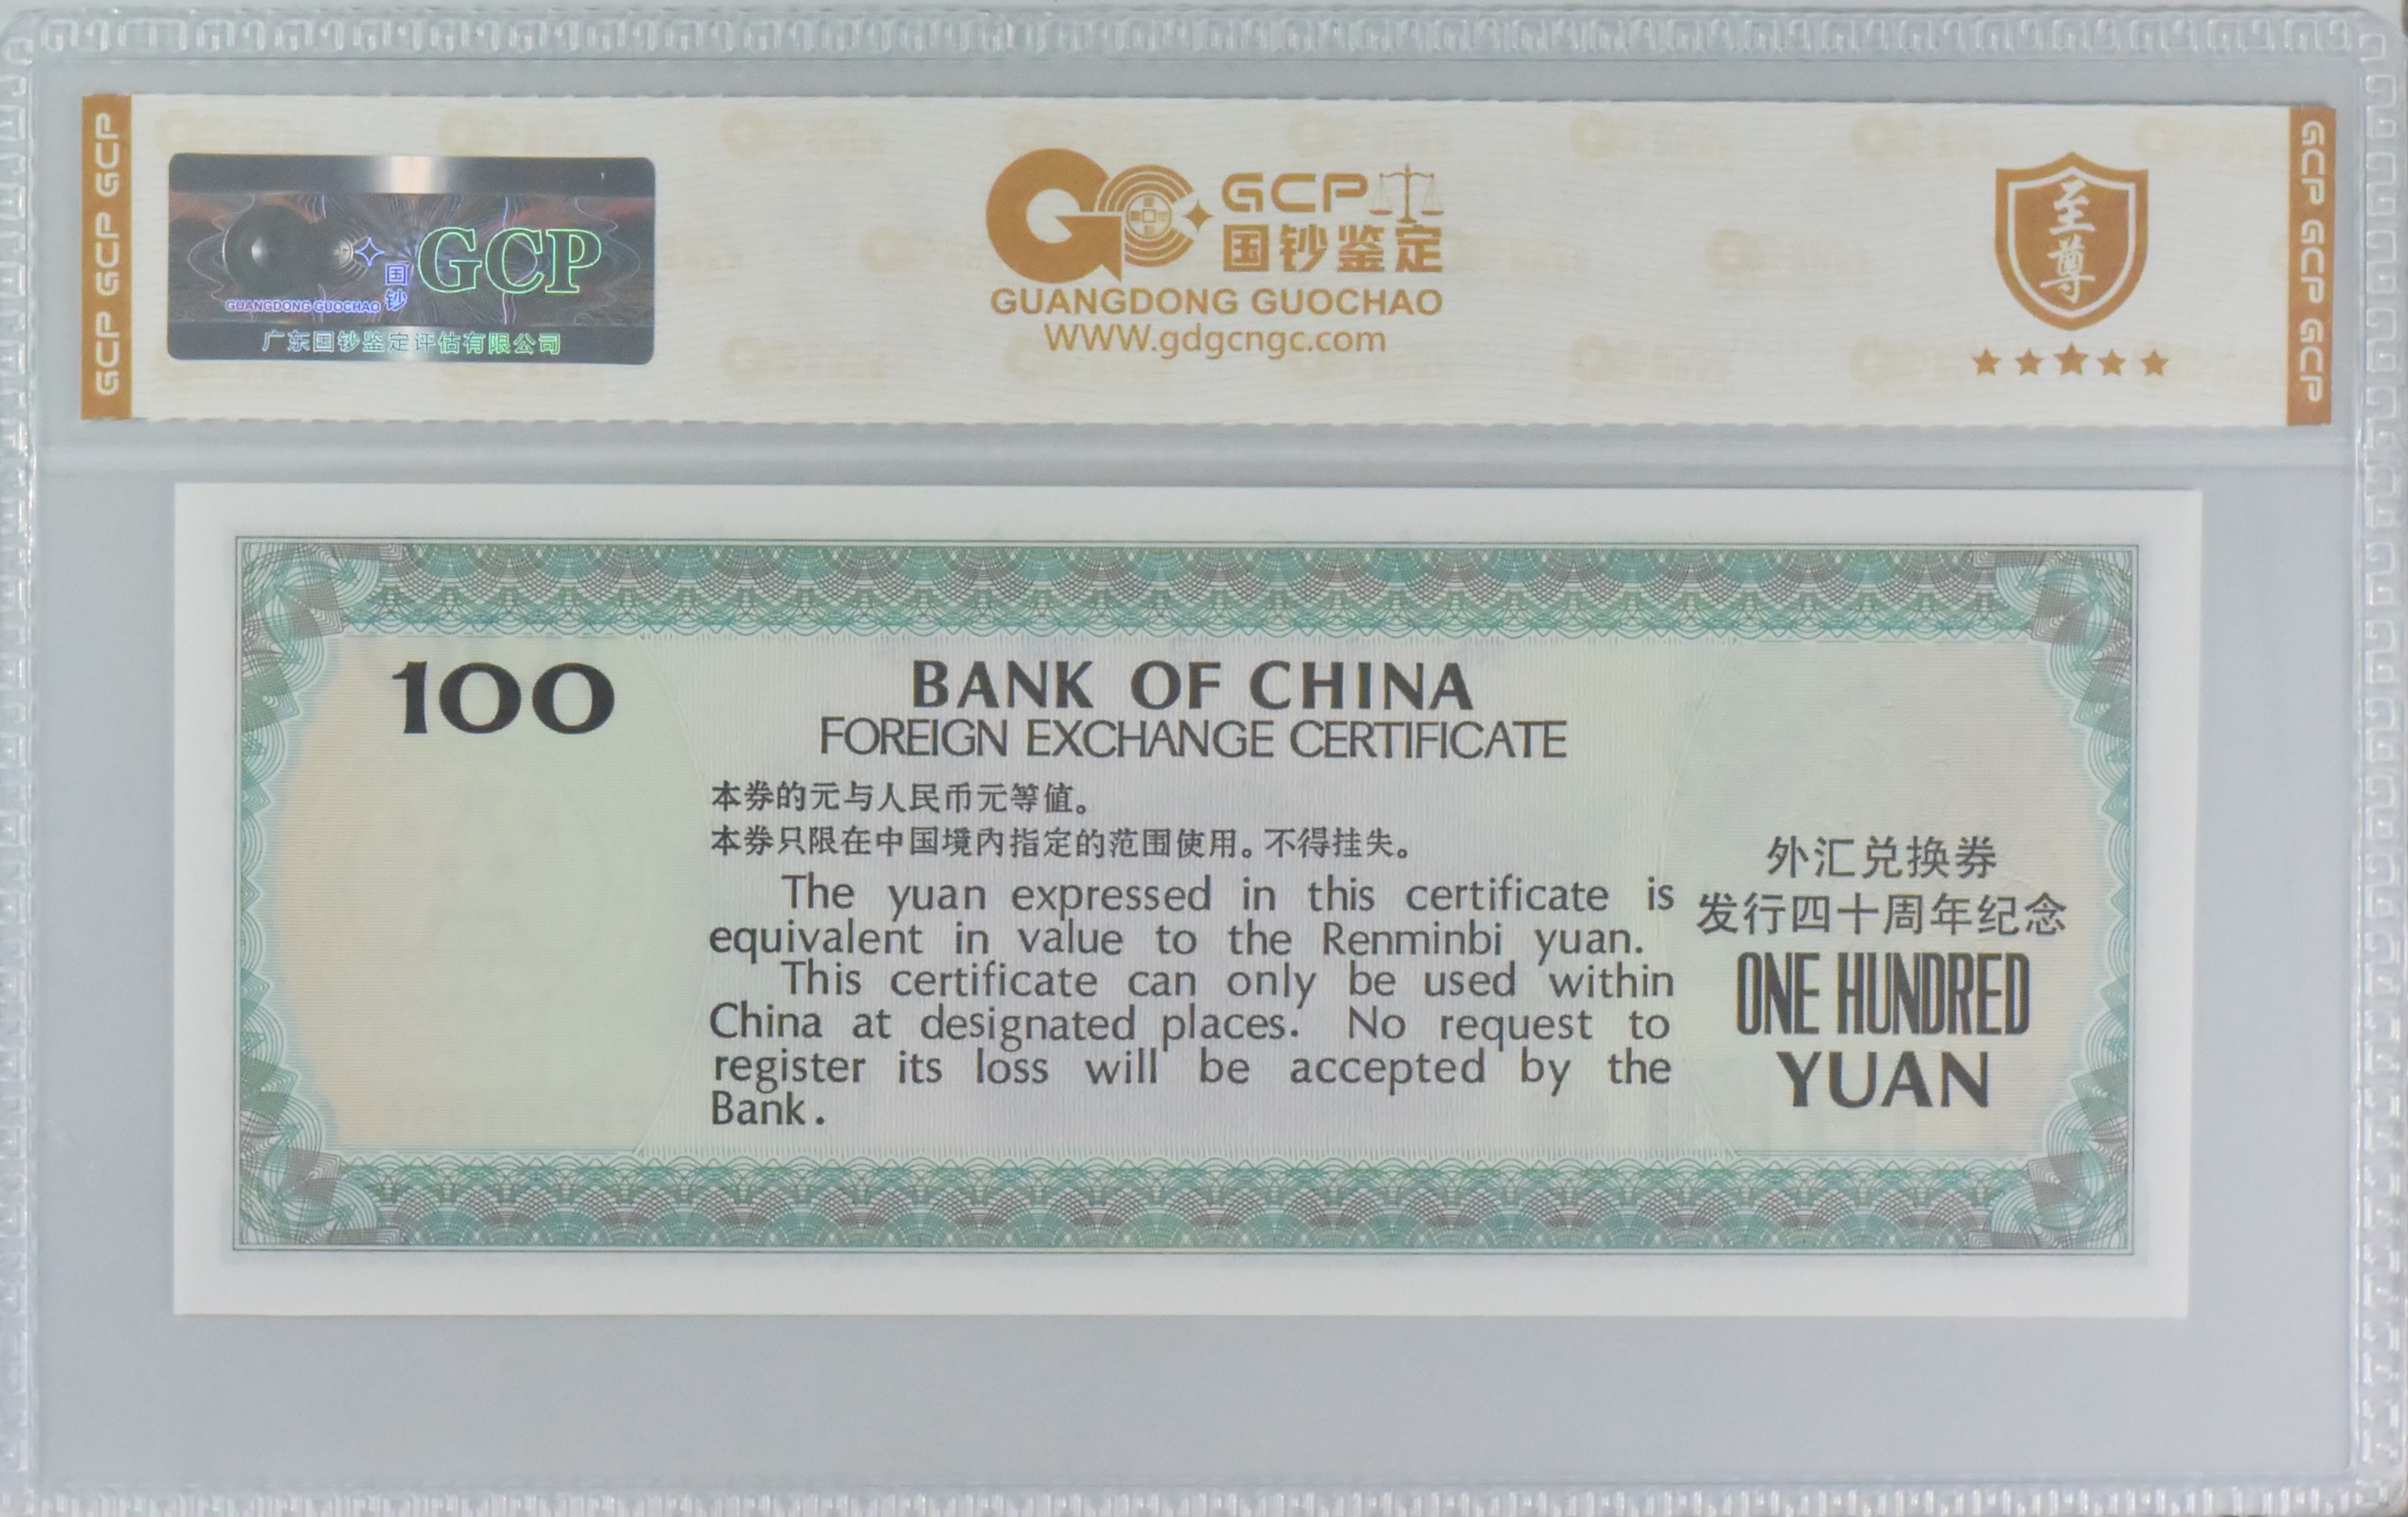 GCP GCP GCP
GCP
国钞
GUANGDONG GUOCHAO
广东国钞鉴定评估有限公司
GCP
国钞鉴定
GUANGDONG GUOCHAO
WWW.gdgcngc.com
至尊
GCP GCP GCP
100
BANK OF CHINA
FOREIGN EXCHANGE CERTIFICATE
本券的元与人民币元等值。
本券只限在中国境内指定的范围使用。不得挂失。
The yuan expressed in this certificate is
equivalent in value to the Renminbi yuan.
This certificate can only be used within
China at designated places. No request to
register its loss will be accepted by the
Bank.
外汇兑换券
发行四十周年纪念
ONE HUNDRED
YUAN